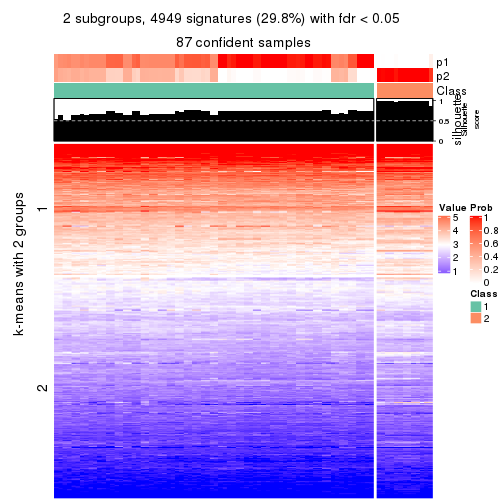 2 subgroups, 4949 signatures (29.8%) with fdr < 0.05
87 confident samples
p1
p2
Class
1
0.5
0
silhouette
Silhouette
score
k-means with 2 groups
1
2
Value
5
4
3
2
1
Prob
1
0.8
0.6
0.4
0.2
0
Class
1
2